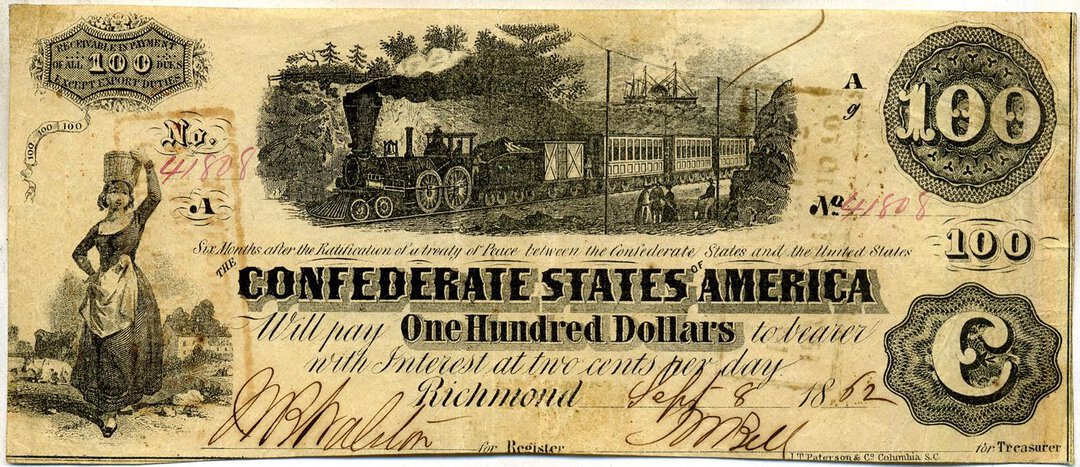 RECEIVABLE IN PAYMENT
OF ALL 100 DUES
EXCEPT EXPORT DUTIES
100 100 100
No.
41808
A
A
g
100
No 41808
100
Six Months after the Ratification of a treaty of Peace between the Confederate States and the United States
THE CONFEDERATE STATES OF AMERICA
Will pay One Hundred Dollars to bearer
with Interest at two cents per day
Richmond Sept 8 1862
C
for Register
for Treasurer
J.T. Paterson & Co. Columbia S.C.